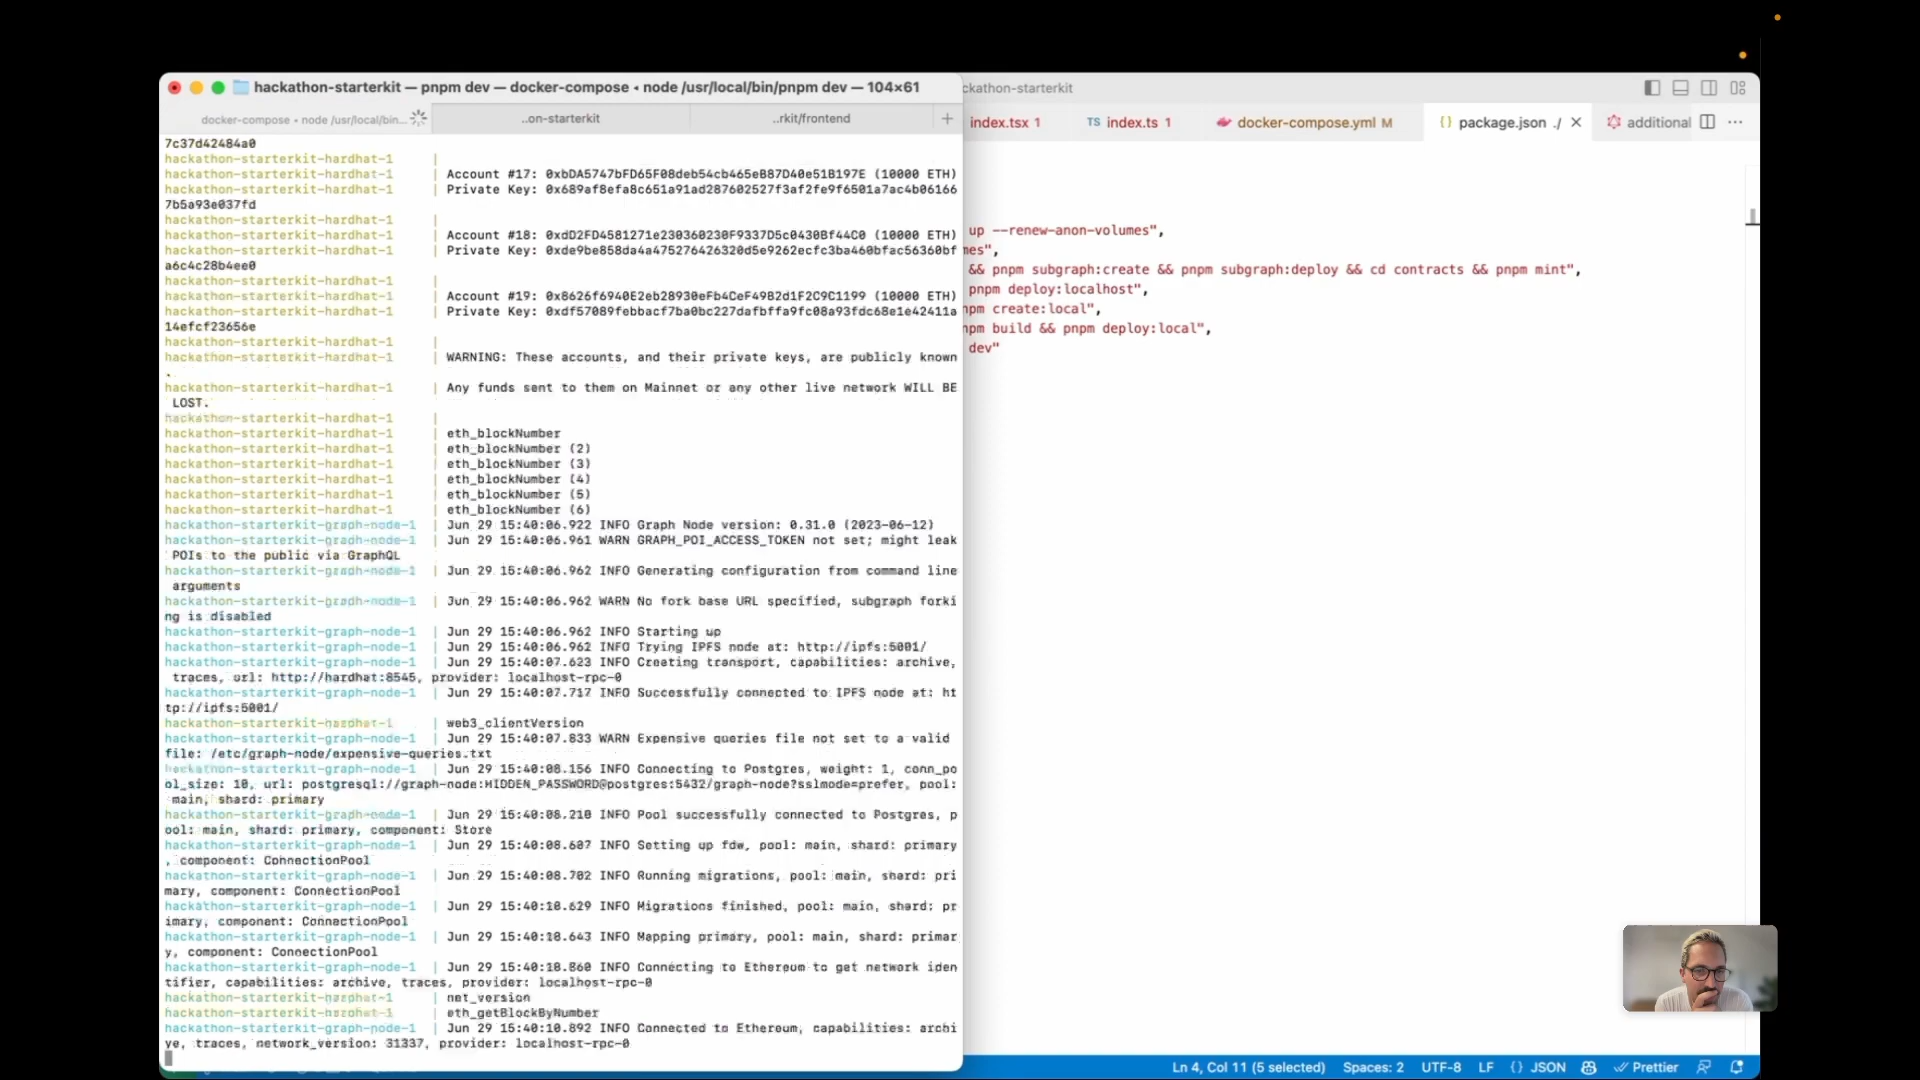 hackathon-starterkit — pnpm dev — docker-compose ◂ node /usr/local/bin/pnpm dev — 104×61
docker-compose ◂ node /usr/local/bin...
..on-starterkit
..rkit/frontend
+
7c37d42484a0
hackathon-starterkit-hardhat-1 |
hackathon-starterkit-hardhat-1 | Account #17: 0xbDA5747bFD65F08deb54cb465eB87D40e51B197E (10000 ETH)
hackathon-starterkit-hardhat-1 | Private Key: 0x689af8efa8c651a91ad287602527f3af2fe9f6501a7ac4b06166
7b5a93e037fd
hackathon-starterkit-hardhat-1 |
hackathon-starterkit-hardhat-1 | Account #18: 0xdD2FD4581271e230360230F9337D5c0430Bf44C0 (10000 ETH)
hackathon-starterkit-hardhat-1 | Private Key: 0xde9be858da4a475276426320d5e9262ecfc3ba460bfac56360bf
a6c4c28b4ee0
hackathon-starterkit-hardhat-1 |
hackathon-starterkit-hardhat-1 | Account #19: 0x8626f6940E2eb28930eFb4CeF49B2d1F2C9C1199 (10000 ETH)
hackathon-starterkit-hardhat-1 | Private Key: 0xdf57089febbacf7ba0bc227dafbffa9fc08a93fdc68e1e42411a
14efcf23656e
hackathon-starterkit-hardhat-1 |
hackathon-starterkit-hardhat-1 | WARNING: These accounts, and their private keys, are publicly known
.
hackathon-starterkit-hardhat-1 | Any funds sent to them on Mainnet or any other live network WILL BE
LOST.
hackathon-starterkit-hardhat-1 |
hackathon-starterkit-hardhat-1 | eth_blockNumber
hackathon-starterkit-hardhat-1 | eth_blockNumber (2)
hackathon-starterkit-hardhat-1 | eth_blockNumber (3)
hackathon-starterkit-hardhat-1 | eth_blockNumber (4)
hackathon-starterkit-hardhat-1 | eth_blockNumber (5)
hackathon-starterkit-hardhat-1 | eth_blockNumber (6)
hackathon-starterkit-graph-node-1 | Jun 29 15:40:06.922 INFO Graph Node version: 0.31.0 (2023-06-12)
hackathon-starterkit-graph-node-1 | Jun 29 15:40:06.961 WARN GRAPH_POI_ACCESS_TOKEN not set; might leak
POIs to the public via GraphQL
hackathon-starterkit-graph-node-1 | Jun 29 15:40:06.962 INFO Generating configuration from command line
arguments
hackathon-starterkit-graph-node-1 | Jun 29 15:40:06.962 WARN No fork base URL specified, subgraph forki
ng is disabled
hackathon-starterkit-graph-node-1 | Jun 29 15:40:06.962 INFO Starting up
hackathon-starterkit-graph-node-1 | Jun 29 15:40:06.962 INFO Trying IPFS node at: http://ipfs:5001/
hackathon-starterkit-graph-node-1 | Jun 29 15:40:07.623 INFO Creating transport, capabilities: archive,
traces, url: http://hardhat:8545, provider: localhost-rpc-0
hackathon-starterkit-graph-node-1 | Jun 29 15:40:07.717 INFO Successfully connected to IPFS node at: ht
tp://ipfs:5001/
hackathon-starterkit-hardhat-1 | web3_clientVersion
hackathon-starterkit-graph-node-1 | Jun 29 15:40:07.833 WARN Expensive queries file not set to a valid
file: /etc/graph-node/expensive-queries.txt
hackathon-starterkit-graph-node-1 | Jun 29 15:40:08.156 INFO Connecting to Postgres, weight: 1, conn_po
ol_size: 10, url: postgresql://graph-node:HIDDEN_PASSWORD@postgres:5432/graph-node?sslmode=prefer, pool:
main, shard: primary
hackathon-starterkit-graph-node-1 | Jun 29 15:40:08.210 INFO Pool successfully connected to Postgres, p
ool: main, shard: primary, component: Store
hackathon-starterkit-graph-node-1 | Jun 29 15:40:08.607 INFO Setting up fdw, pool: main, shard: primary
, component: ConnectionPool
hackathon-starterkit-graph-node-1 | Jun 29 15:40:08.702 INFO Running migrations, pool: main, shard: pri
mary, component: ConnectionPool
hackathon-starterkit-graph-node-1 | Jun 29 15:40:10.629 INFO Migrations finished, pool: main, shard: pr
imary, component: ConnectionPool
hackathon-starterkit-graph-node-1 | Jun 29 15:40:10.643 INFO Mapping primary, pool: main, shard: primar
y, component: ConnectionPool
hackathon-starterkit-graph-node-1 | Jun 29 15:40:10.860 INFO Connecting to Ethereum to get network iden
tifier, capabilities: archive, traces, provider: localhost-rpc-0
hackathon-starterkit-hardhat-1 | net_version
hackathon-starterkit-hardhat-1 | eth_getBlockByNumber
hackathon-starterkit-graph-node-1 | Jun 29 15:40:10.892 INFO Connected to Ethereum, capabilities: archi
ve, traces, network_version: 31337, provider: localhost-rpc-0
ckathon-starterkit
index.tsx 1
TS index.ts 1
docker-compose.yml M
{} package.json ./
additional
up --renew-anon-volumes",
mes",
&& pnpm subgraph:create && pnpm subgraph:deploy && cd contracts && pnpm mint",
pnpm deploy:localhost",
npm create:local",
npm build && pnpm deploy:local",
dev"
Ln 4, Col 11 (5 selected) Spaces: 2 UTF-8 LF {} JSON Prettier